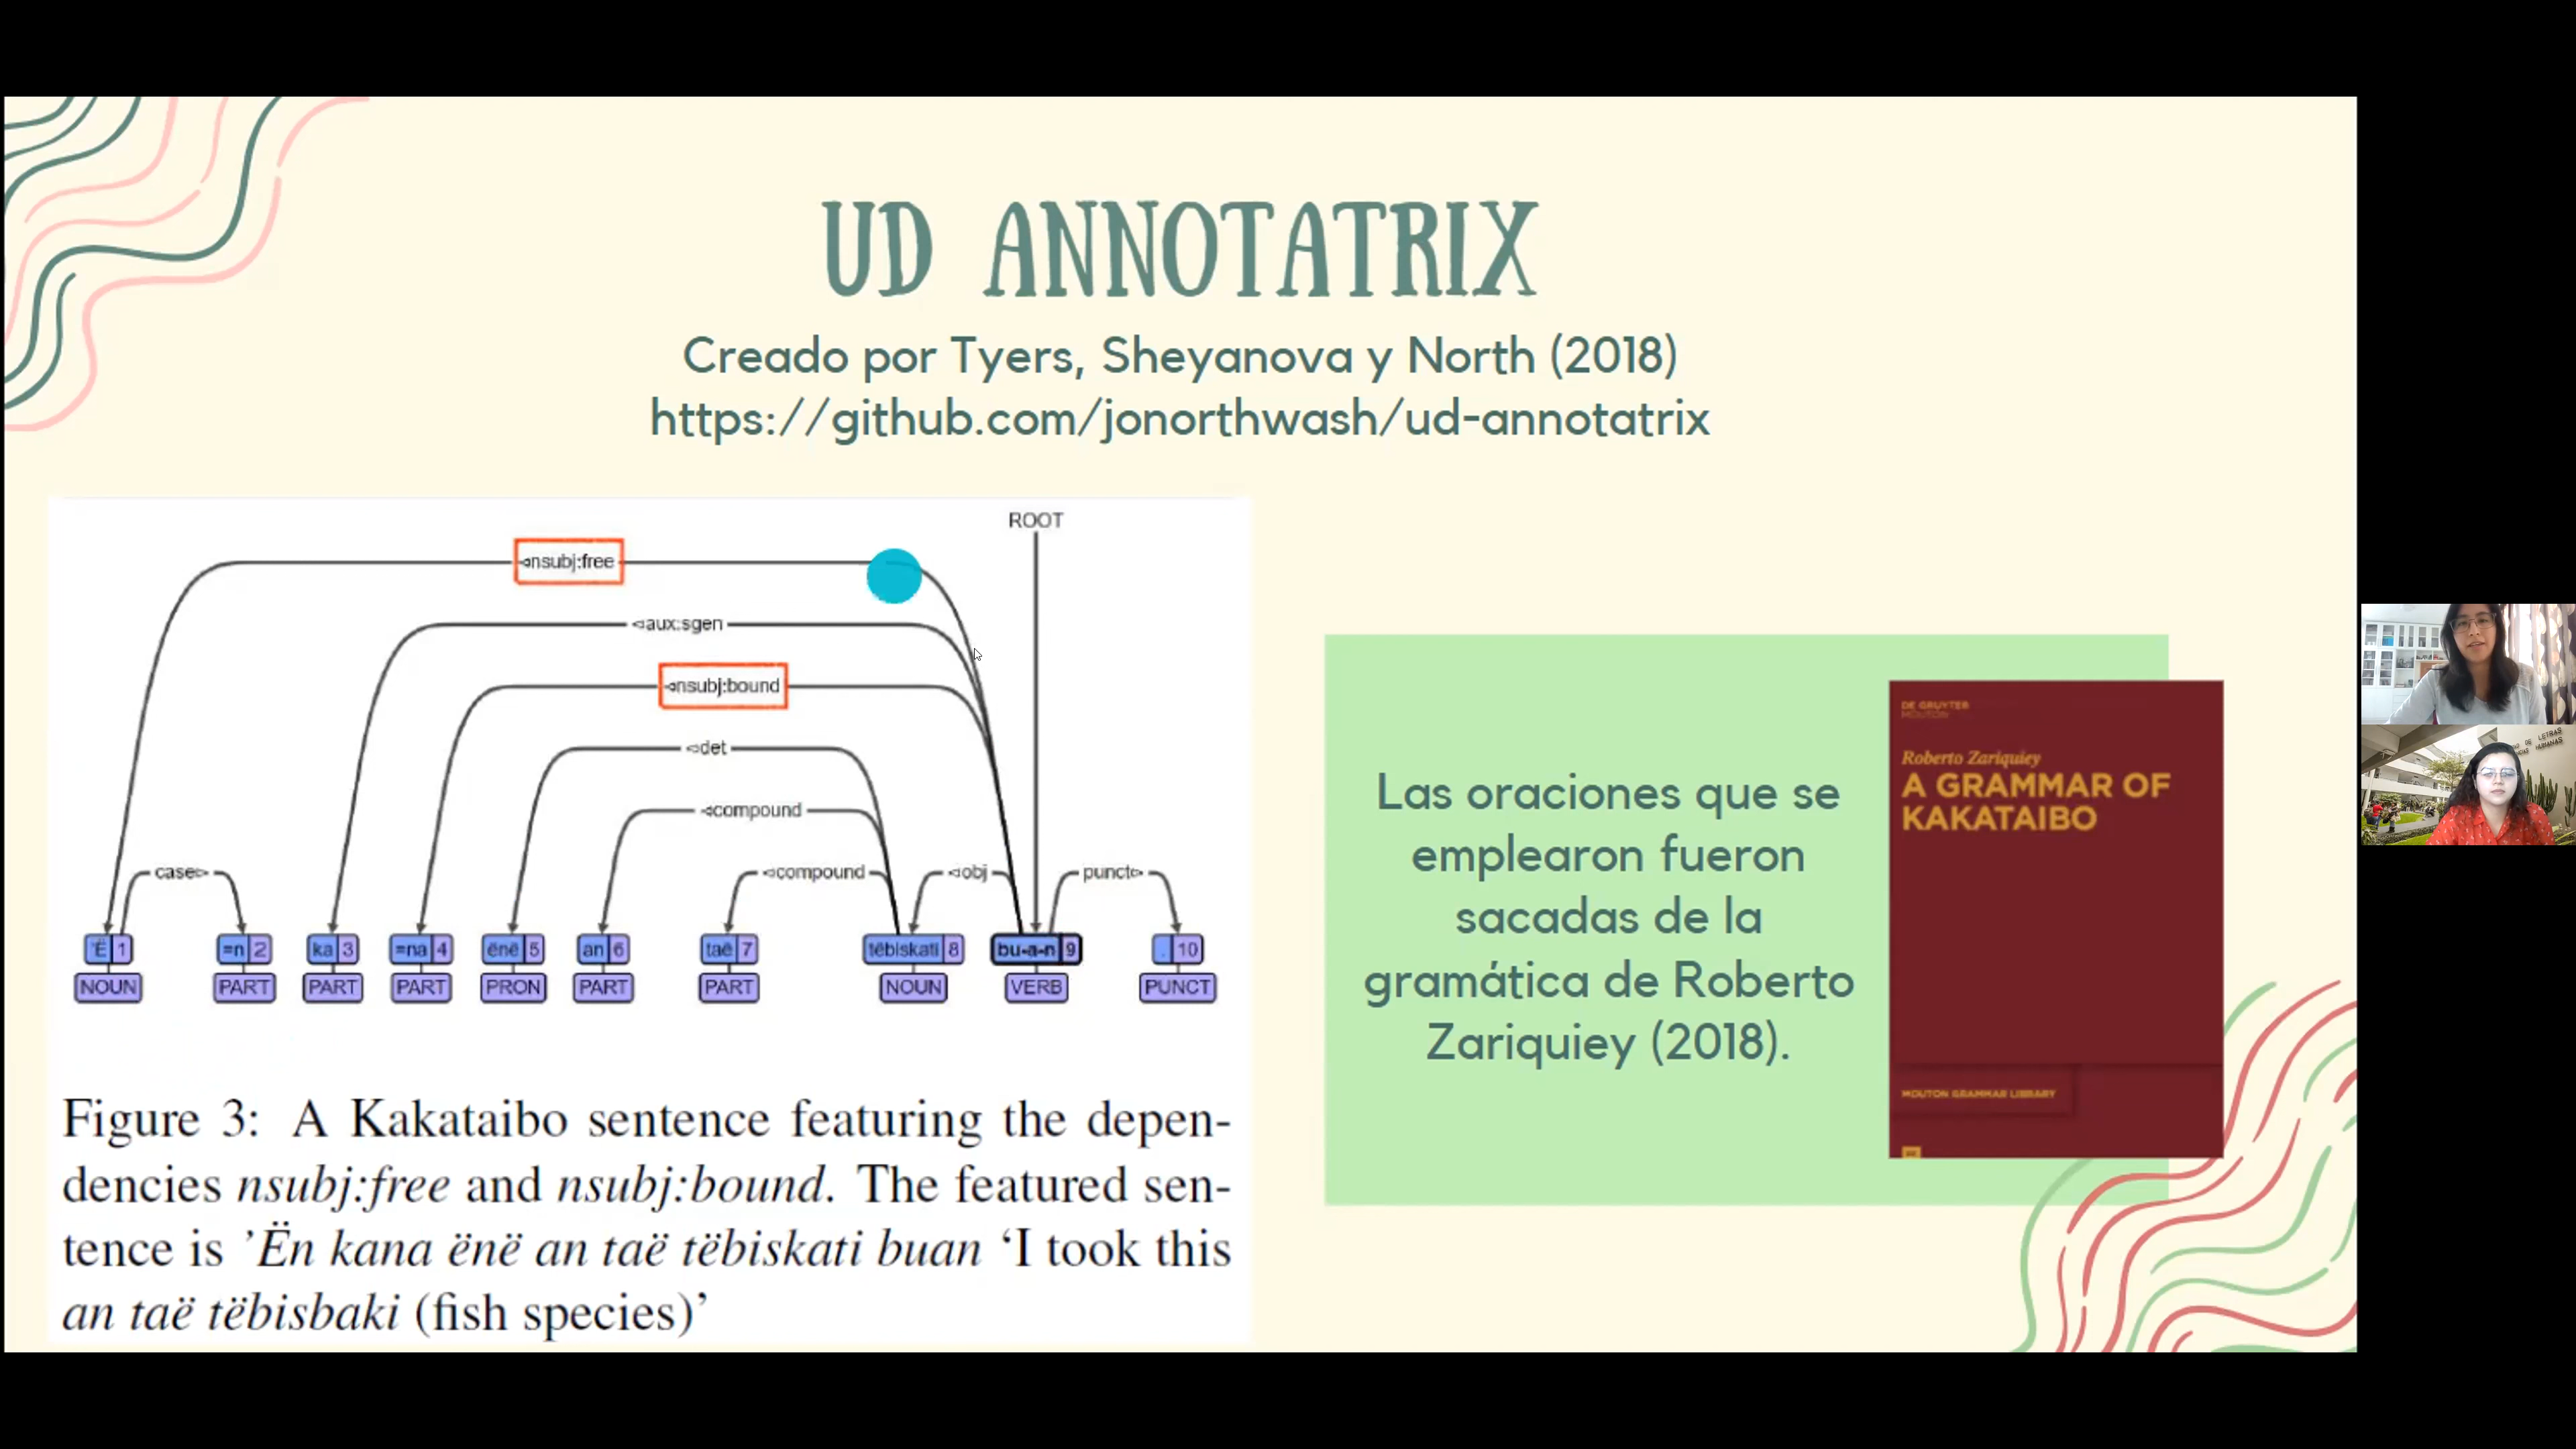 UD ANNOTATRIX
Creado por Tyers, Sheyanova y North (2018)
https://github.com/jonorthwash/ud-annotatrix
ROOT
nsubj:free
aux:sgen
nsubj:bound
det
compound
case compound obj punct
'Ë 1 =n 2 ka 3 =na 4 ënë 5 an 6 taë 7 tëbiskati 8 bu-a-n 9 . 10
NOUN PART PART PART PRON PART PART NOUN VERB PUNCT
Figure 3: A Kakataibo sentence featuring the depen-
dencies nsubj:free and nsubj:bound. The featured sen-
tence is ’Ën kana ënë an taë tëbiskati buan ‘I took this
an taë tëbisbaki (fish species)’
Las oraciones que se
emplearon fueron
sacadas de la
gramática de Roberto
Zariquiey (2018).
DE GRUYTER
MOUTON
Roberto Zariquiey
A GRAMMAR OF
KAKATAIBO
MOUTON GRAMMAR LIBRARY
DE LETRAS
HUMANAS